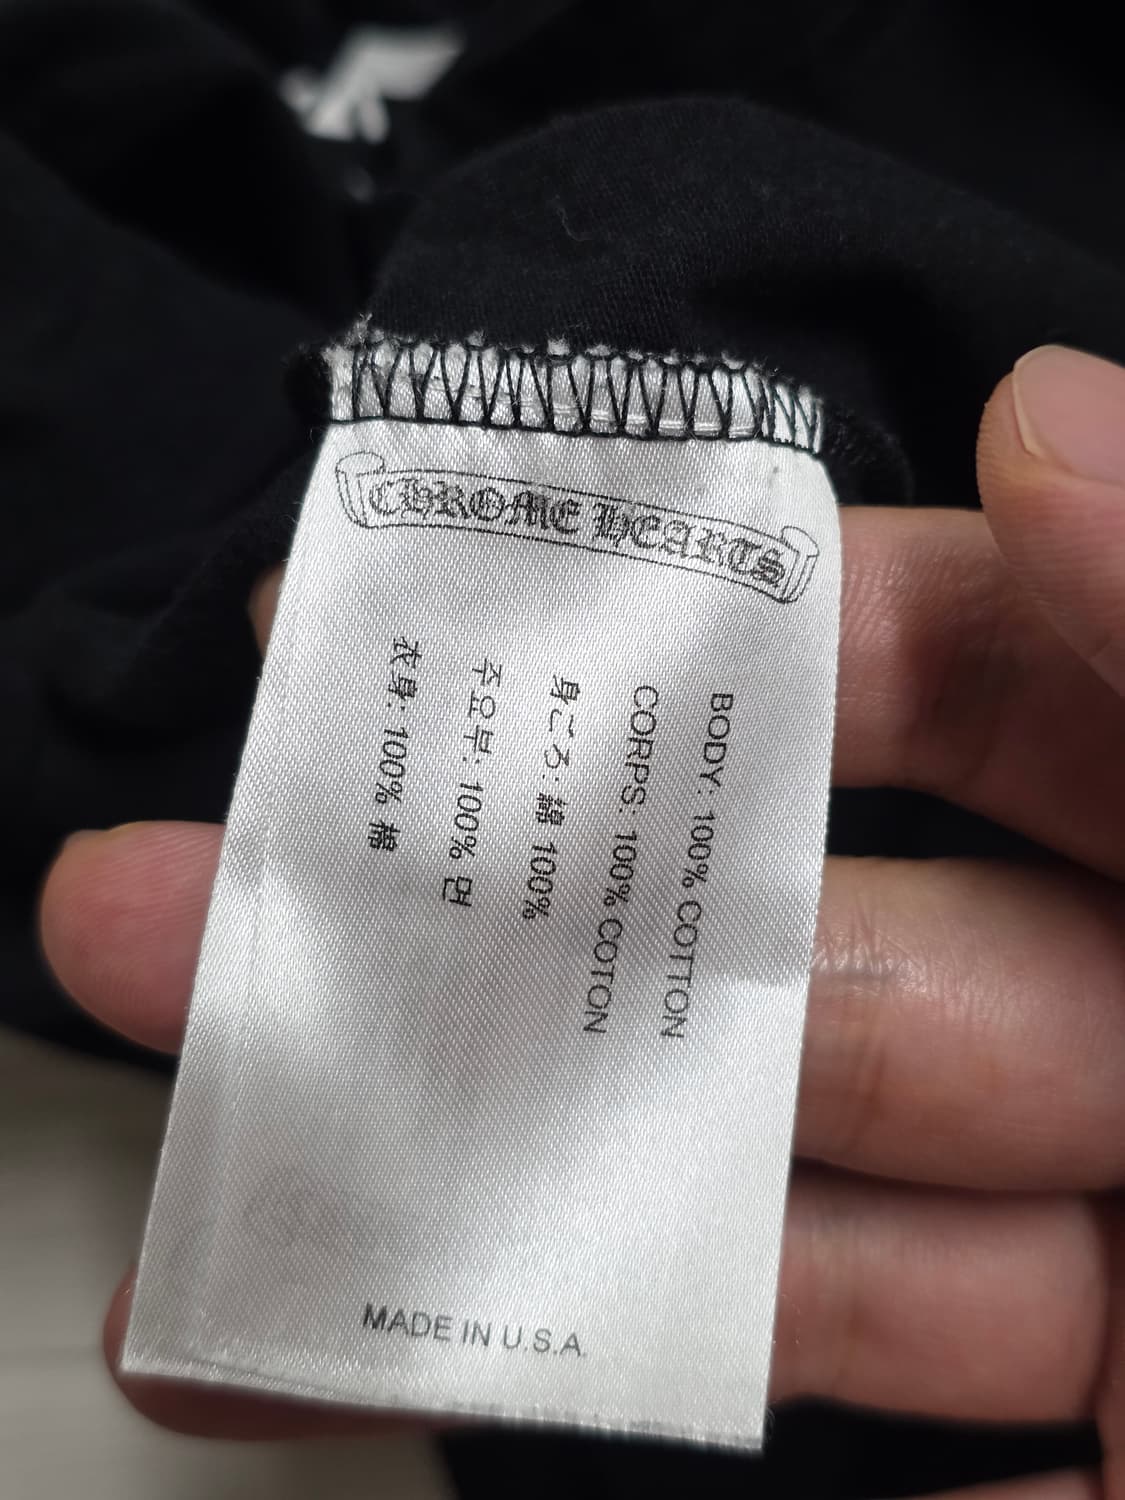 CHROME HEARTS
BODY: 100% COTTON
CORPS: 100% COTON
身ごろ: 綿 100%
주요부: 100% 면
衣身: 100% 棉
MADE IN U.S.A.